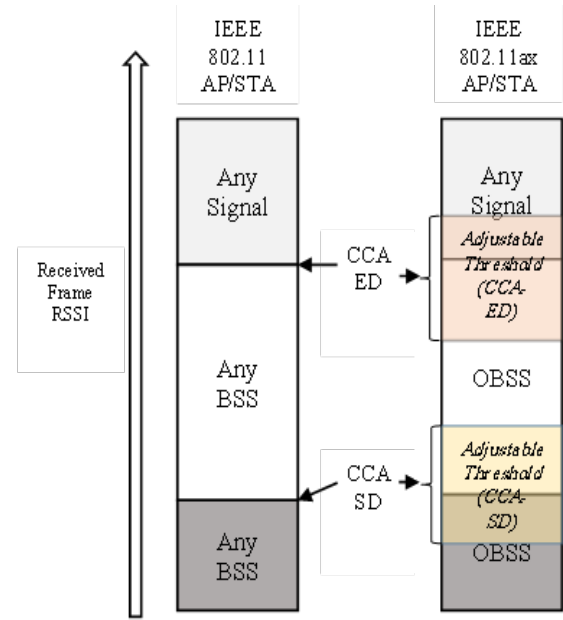 IEEE
802.11
AP/STA
IEEE
802.11ax
AP/STA
Any
Signal
Any
Signal
Adjustable
Threshold
(CCA-
ED)
CCA
ED
Received
Frame
RSSI
Any
BSS
OBSS
Adjustable
Threshold
(CCA-
SD)
CCA
SD
Any
BSS
OBSS